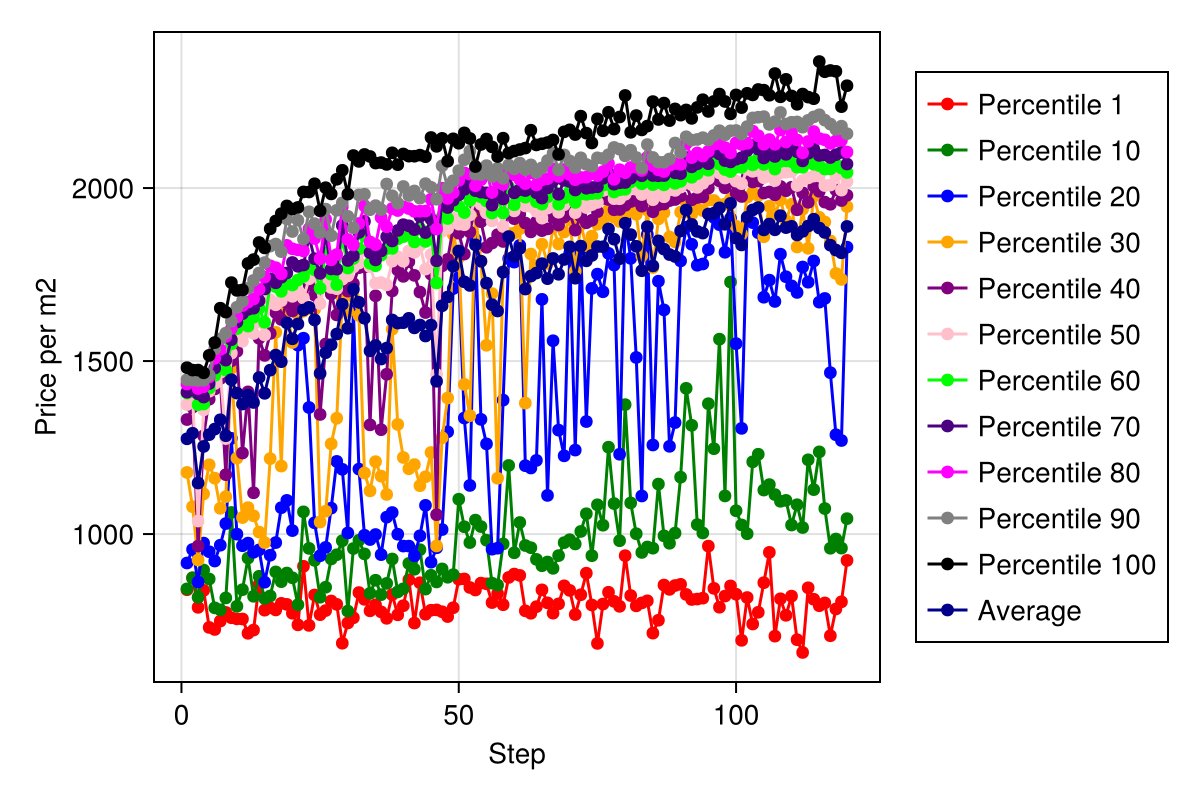 Price per m2
2000
1500
1000
0
50
100
Step
Percentile 1
Percentile 10
Percentile 20
Percentile 30
Percentile 40
Percentile 50
Percentile 60
Percentile 70
Percentile 80
Percentile 90
Percentile 100
Average